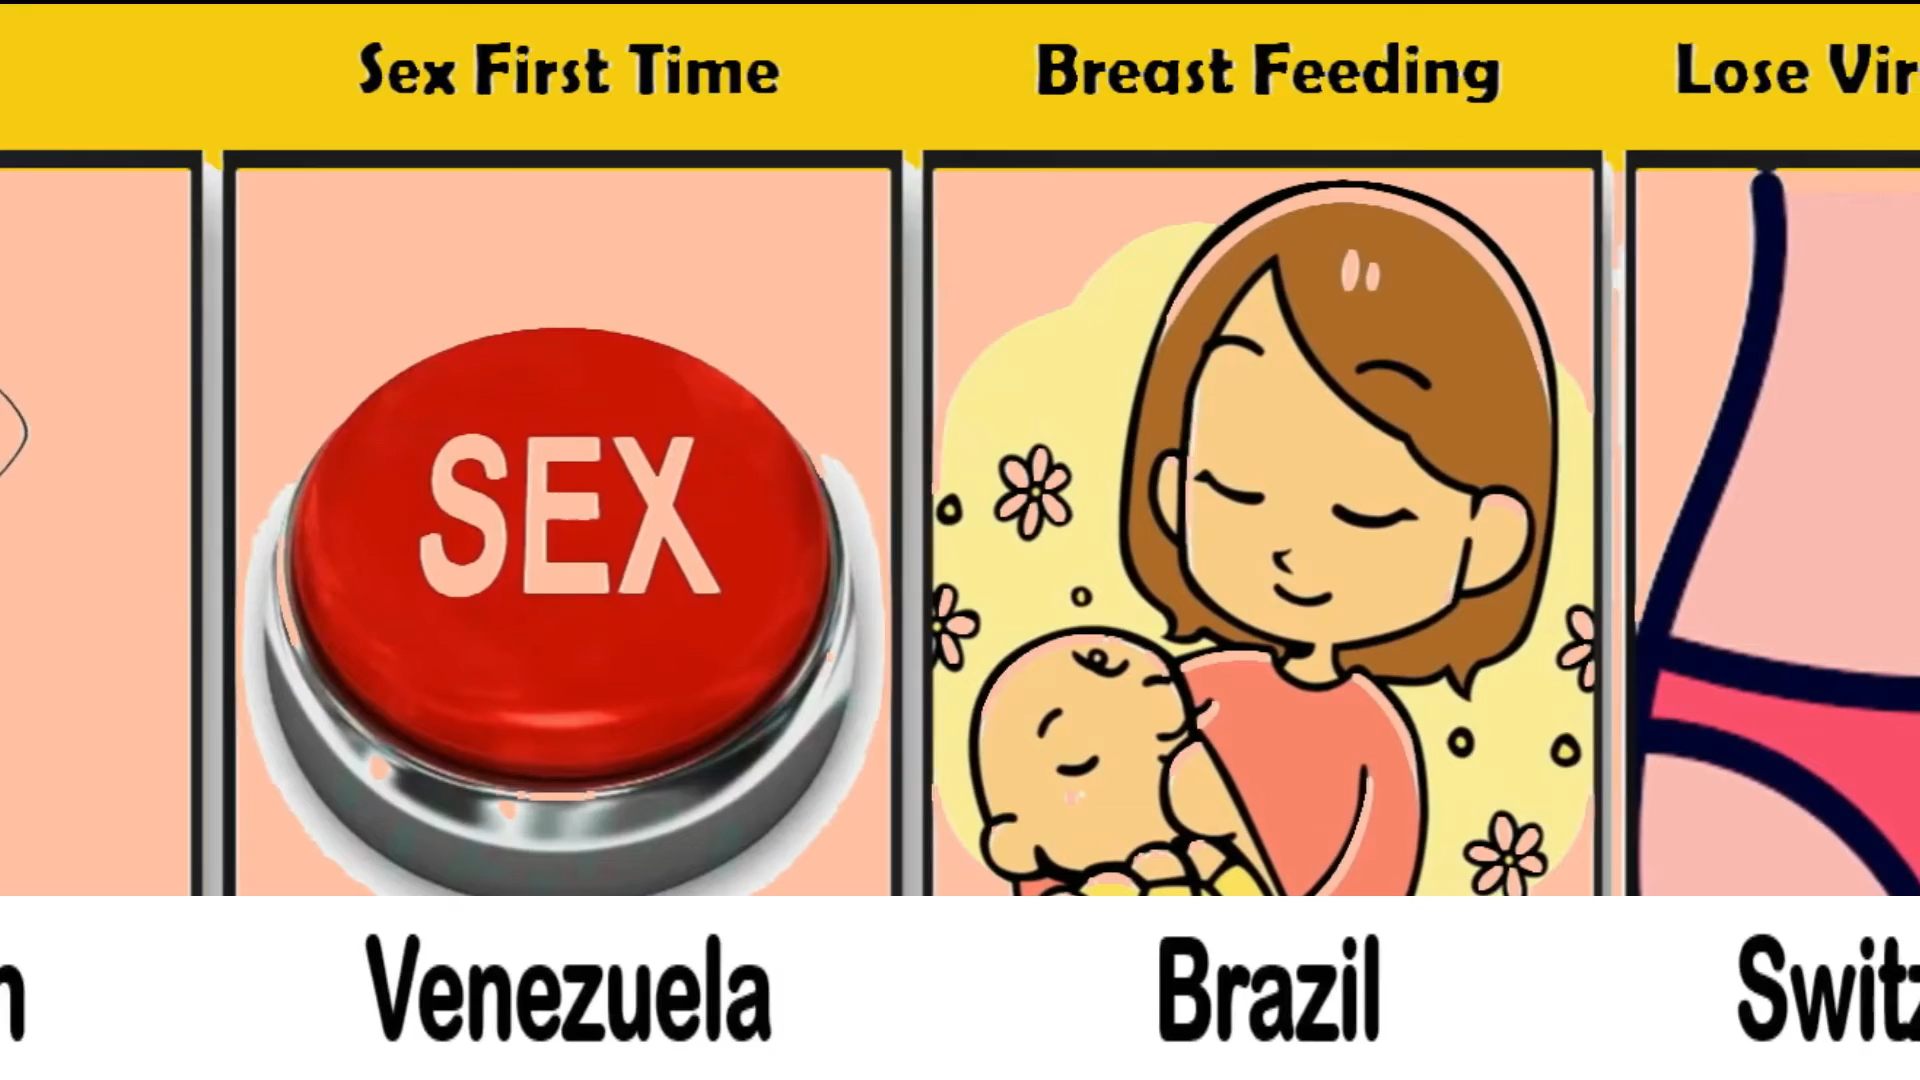 Sex First Time
Breast Feeding
Lose Vir
SEX
n
Venezuela
Brazil
Switz